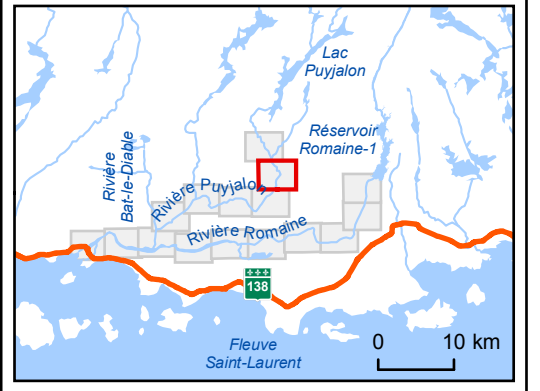 Lac
Puyjalon
Réservoir
Romaine-1
Rivière
Bat-le-Diable
Rivière Puyjalon
Rivière Romaine
138
Fleuve
Saint-Laurent
0 10 km